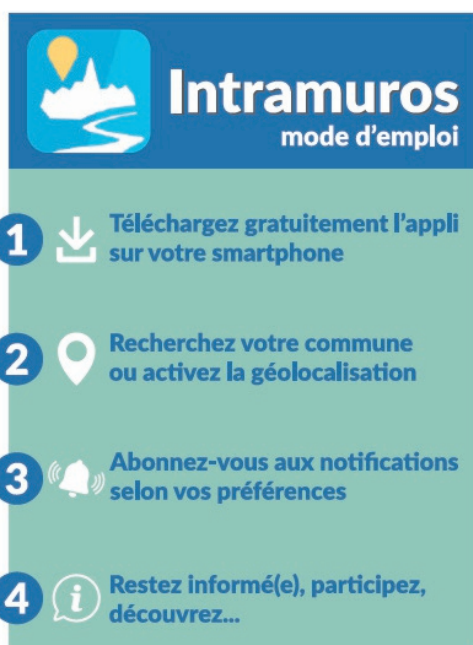 Intramuros
mode d'emploi
1 Téléchargez gratuitement l'appli
sur votre smartphone
2 Recherchez votre commune
ou activez la géolocalisation
3 Abonnez-vous aux notifications
selon vos préférences
4 i Restez informé(e), participez,
découvrez...